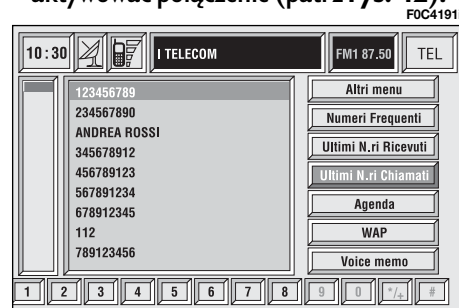 aktywować połączenie (patrz rys. 12).
F0C4191
10:30 I TELECOM FM1 87.50 TEL
123456789
234567890
ANDREA ROSSI
345678912
456789123
567891234
678912345
112
789123456
Altri menu
Numeri Frequenti
Ultimi N.ri Ricevuti
Ultimi N.ri Chiamati
Agenda
WAP
Voice memo
1 2 3 4 5 6 7 8 9 0 */+ #